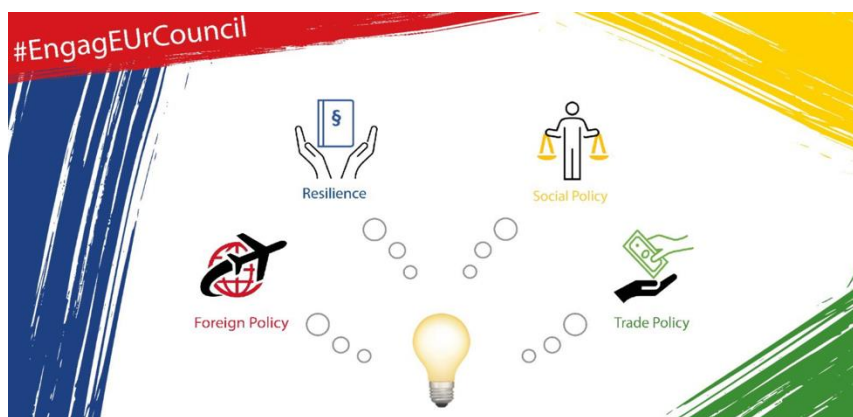 #EngagEUrCouncil
§
Resilience
Social Policy
Foreign Policy
Trade Policy